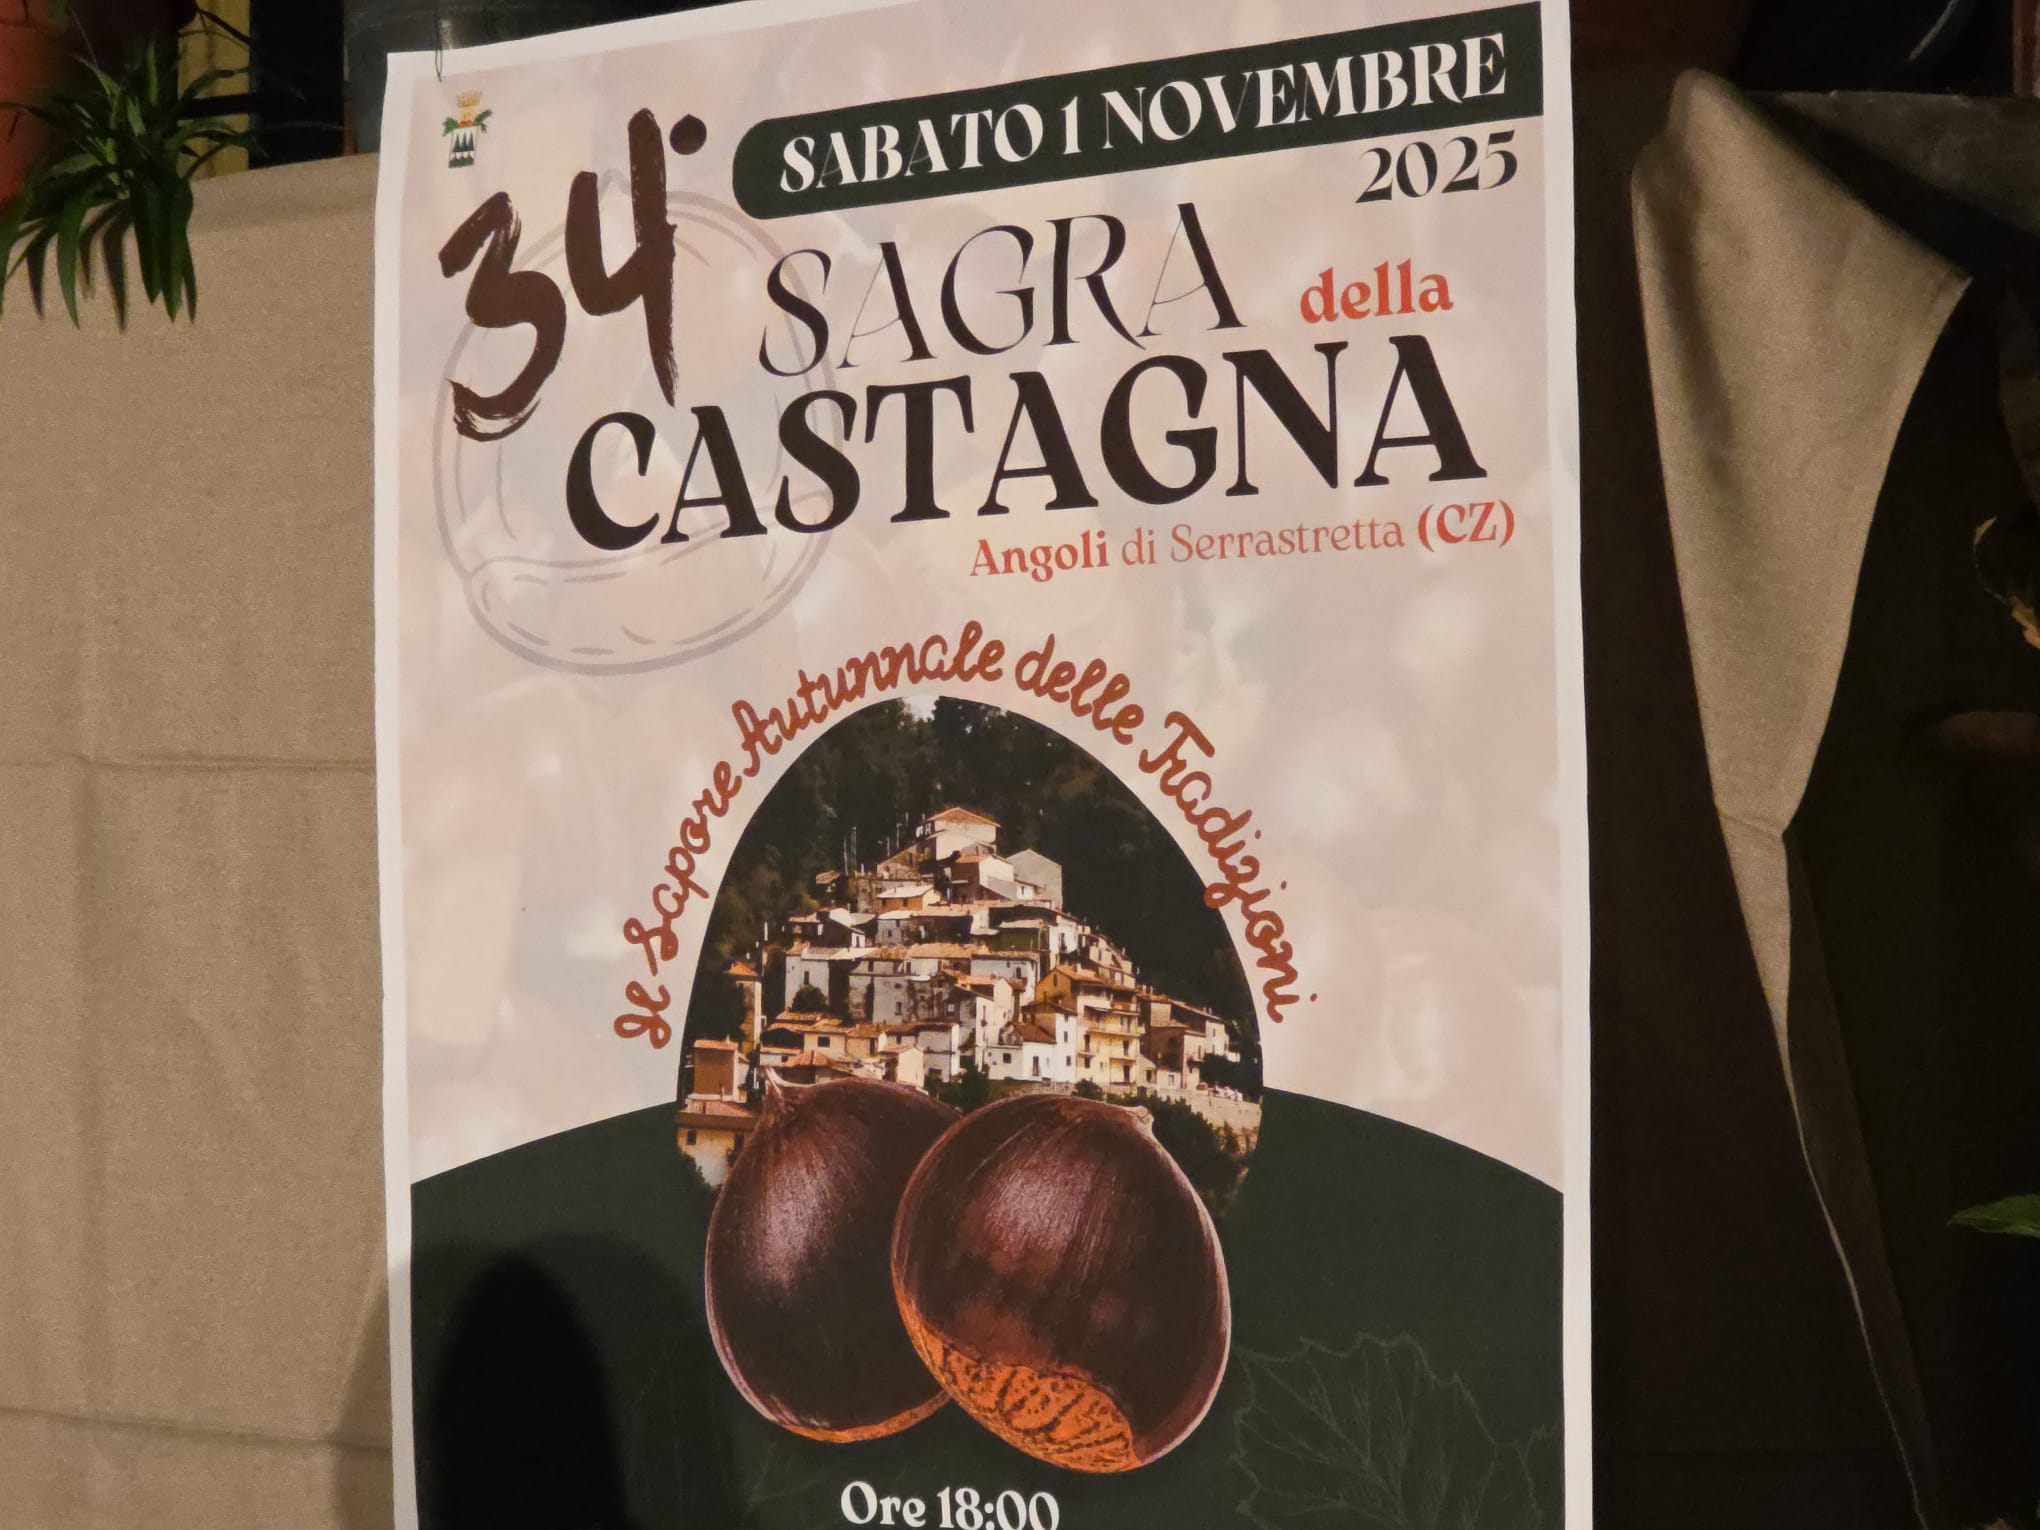 34°
SABATO 1 NOVEMBRE
2025
SAGRA della
CASTAGNA
Angoli di Serrastretta (CZ)
Il Sapore Autunnale delle Tradizioni
Ore 18:00